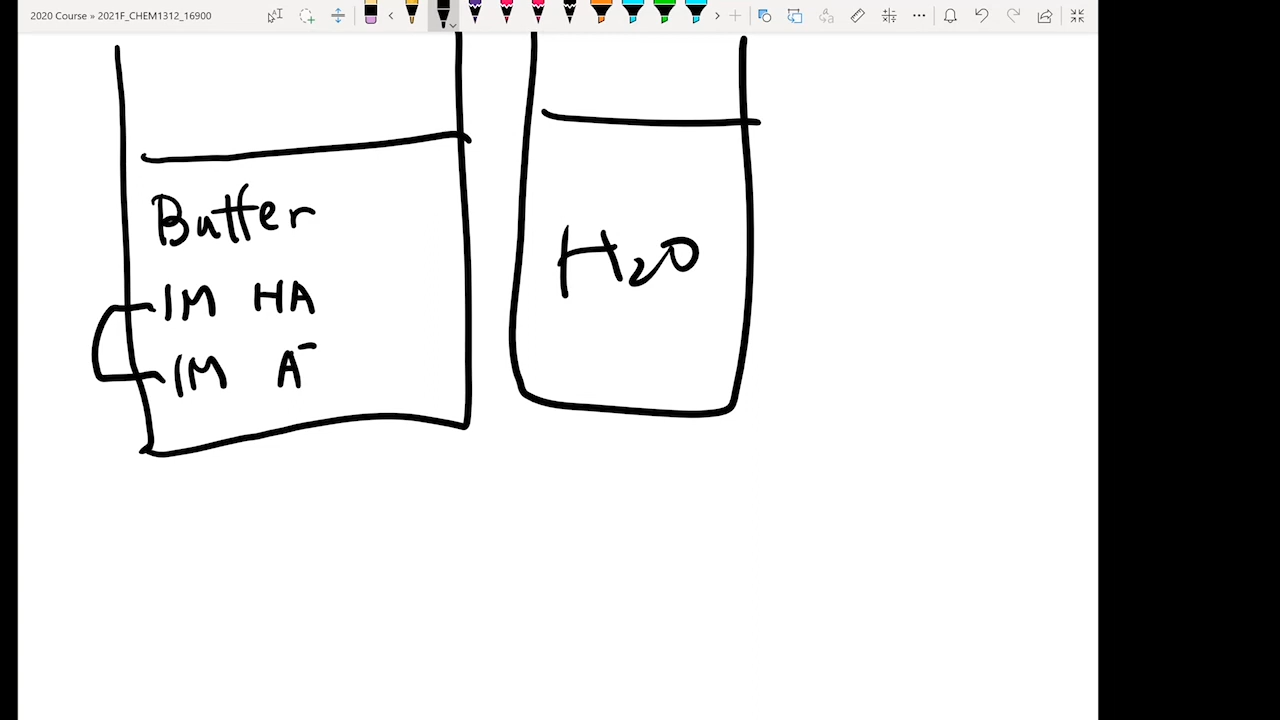 2020 Course » 2021F_CHEM1312_16900
Buffer
1M HA
1M A⁻
H₂O